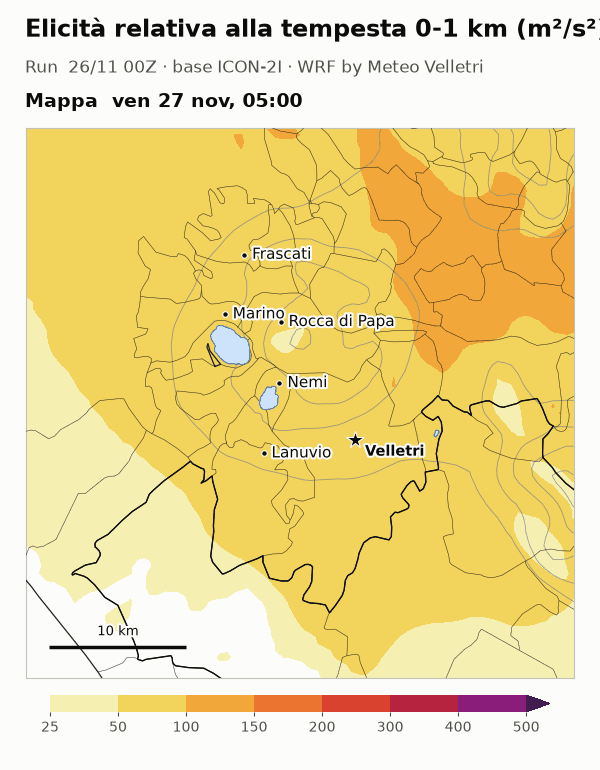 Elicità relativa alla tempesta 0-1 km (m²/s²)
Run 26/11 00Z · base ICON-2I · WRF by Meteo Velletri
Mappa ven 27 nov, 05:00
Frascati
Marino
Rocca di Papa
Nemi
Velletri
Lanuvio
10 km
25 50 100 150 200 300 400 500